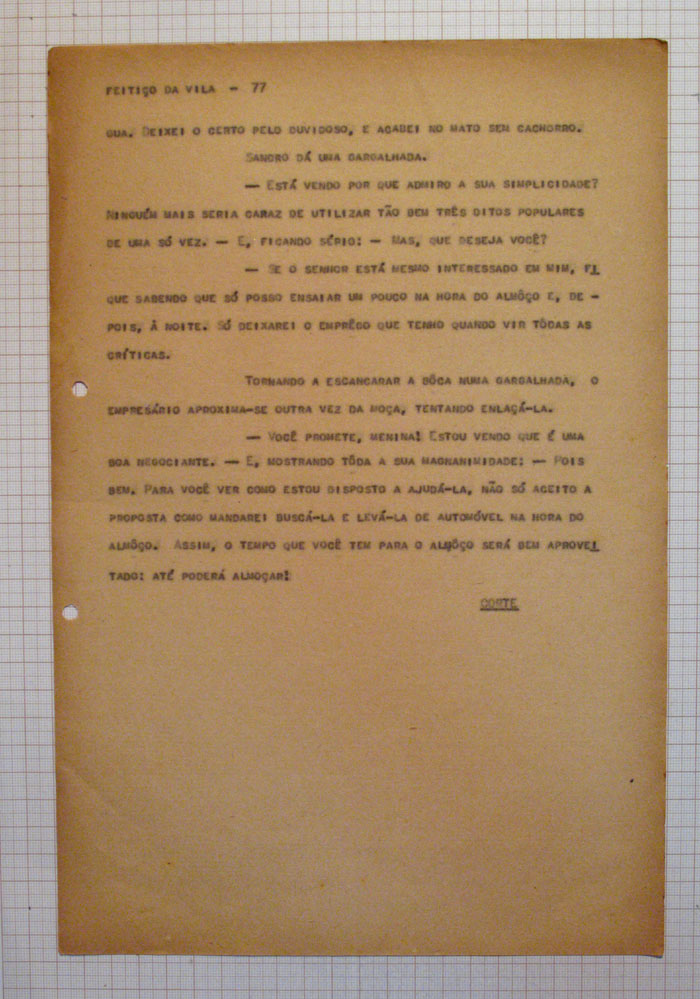 FEITIÇO DA VILA - 77
GUA. DEIXEI O CERTO PELO DUVIDOSO, E ACABEI NO MATO SEM CACHORRO.
SANDRO DÁ UMA GARGALHADA.
— ESTÁ VENDO POR QUE ADMIRO A SUA SIMPLICIDADE?
NINGUÉM MAIS SERIA CAPAZ DE UTILIZAR TÃO BEM TRÊS DITOS POPULARES
DE UMA SÓ VEZ. — E, FICANDO SÉRIO: — MAS, QUE DESEJA VOCÊ?
— SE O SENHOR ESTÁ MESMO INTERESSADO EM MIM, FI
QUE SABENDO QUE SÓ POSSO ENSAIAR UM POUCO NA HORA DO ALMÔÇO E, DE -
POIS, À NOITE. SÓ DEIXAREI O EMPRÊGO QUE TENHO QUANDO VIR TÔDAS AS
CRÍTICAS.
TORNANDO A ESCANCARAR A BÔCA NUMA GARGALHADA, O
EMPRESÁRIO APROXIMA-SE OUTRA VEZ DA MOÇA, TENTANDO ENLAÇÁ-LA.
— VOCÊ PROMETE, MENINA! ESTOU VENDO QUE É UMA
BOA NEGOCIANTE. — E, MOSTRANDO TÔDA A SUA MAGNANIMIDADE: — POIS
BEM. PARA VOCÊ VER COMO ESTOU DISPOSTO A AJUDÁ-LA, NÃO SÓ ACEITO A
PROPOSTA COMO MANDAREI BUSCÁ-LA E LEVÁ-LA DE AUTOMÓVEL NA HORA DO
ALMÔÇO. ASSIM, O TEMPO QUE VOCÊ TEM PARA O ALMÔÇO SERÁ BEM APROVEI
TADO: ATÉ PODERÁ ALMOÇAR!
CORTE